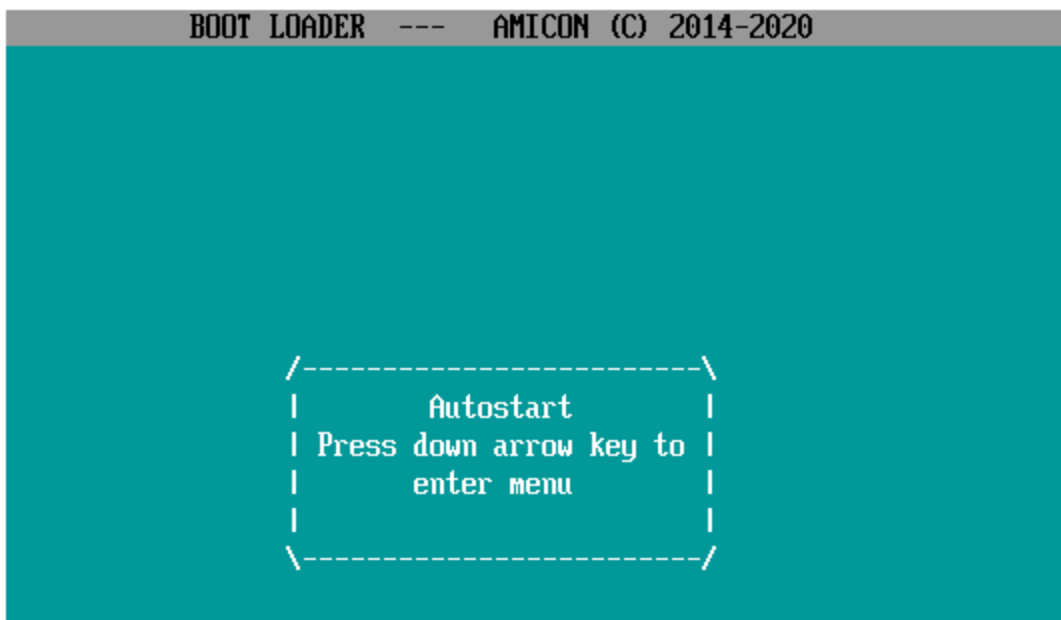 BOOT LOADER --- AMICON (C) 2014-2020
Autostart
Press down arrow key to
enter menu